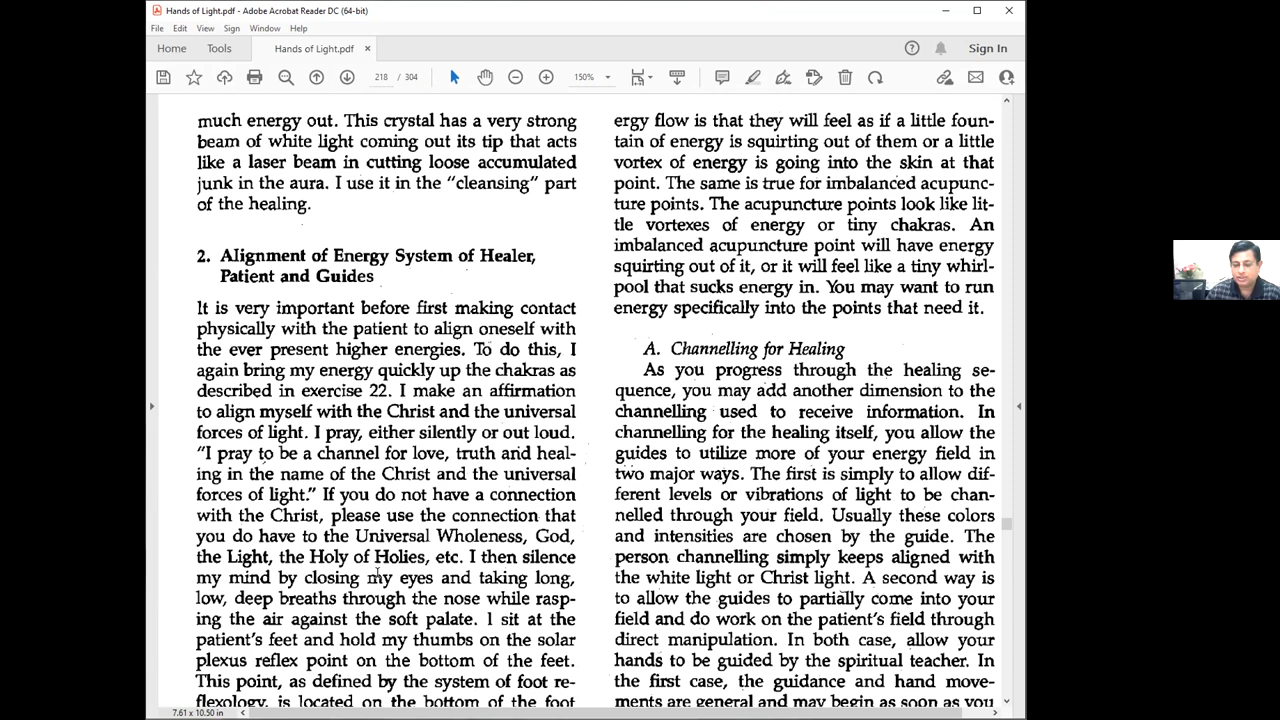 Hands of Light.pdf - Adobe Acrobat Reader DC (64-bit)
File Edit View Sign Window Help
Home Tools Hands of Light.pdf × Sign In
218 / 304 150%
much energy out. This crystal has a very strong
beam of white light coming out its tip that acts
like a laser beam in cutting loose accumulated
junk in the aura. I use it in the “cleansing” part
of the healing.
2. Alignment of Energy System of Healer,
Patient and Guides
It is very important before first making contact
physically with the patient to align oneself with
the ever present higher energies. To do this, I
again bring my energy quickly up the chakras as
described in exercise 22. I make an affirmation
to align myself with the Christ and the universal
forces of light. I pray, either silently or out loud.
“I pray to be a channel for love, truth and heal-
ing in the name of the Christ and the universal
forces of light.” If you do not have a connection
with the Christ, please use the connection that
you do have to the Universal Wholeness, God,
the Light, the Holy of Holies, etc. I then silence
my mind by closing my eyes and taking long,
low, deep breaths through the nose while rasp-
ing the air against the soft palate. I sit at the
patient’s feet and hold my thumbs on the solar
plexus reflex point on the bottom of the feet.
This point, as defined by the system of foot re-
flexology, is located on the bottom of the foot
ergy flow is that they will feel as if a little foun-
tain of energy is squirting out of them or a little
vortex of energy is going into the skin at that
point. The same is true for imbalanced acupunc-
ture points. The acupuncture points look like lit-
tle vortexes of energy or tiny chakras. An
imbalanced acupuncture point will have energy
squirting out of it, or it will feel like a tiny whirl-
pool that sucks energy in. You may want to run
energy specifically into the points that need it.
A. Channelling for Healing
As you progress through the healing se-
quence, you may add another dimension to the
channelling used to receive information. In
channelling for the healing itself, you allow the
guides to utilize more of your energy field in
two major ways. The first is simply to allow dif-
ferent levels or vibrations of light to be chan-
nelled through your field. Usually these colors
and intensities are chosen by the guide. The
person channelling simply keeps aligned with
the white light or Christ light. A second way is
to allow the guides to partially come into your
field and do work on the patient’s field through
direct manipulation. In both case, allow your
hands to be guided by the spiritual teacher. In
the first case, the guidance and hand move-
ments are general and may begin as soon as you
7.61 x 10.50 in